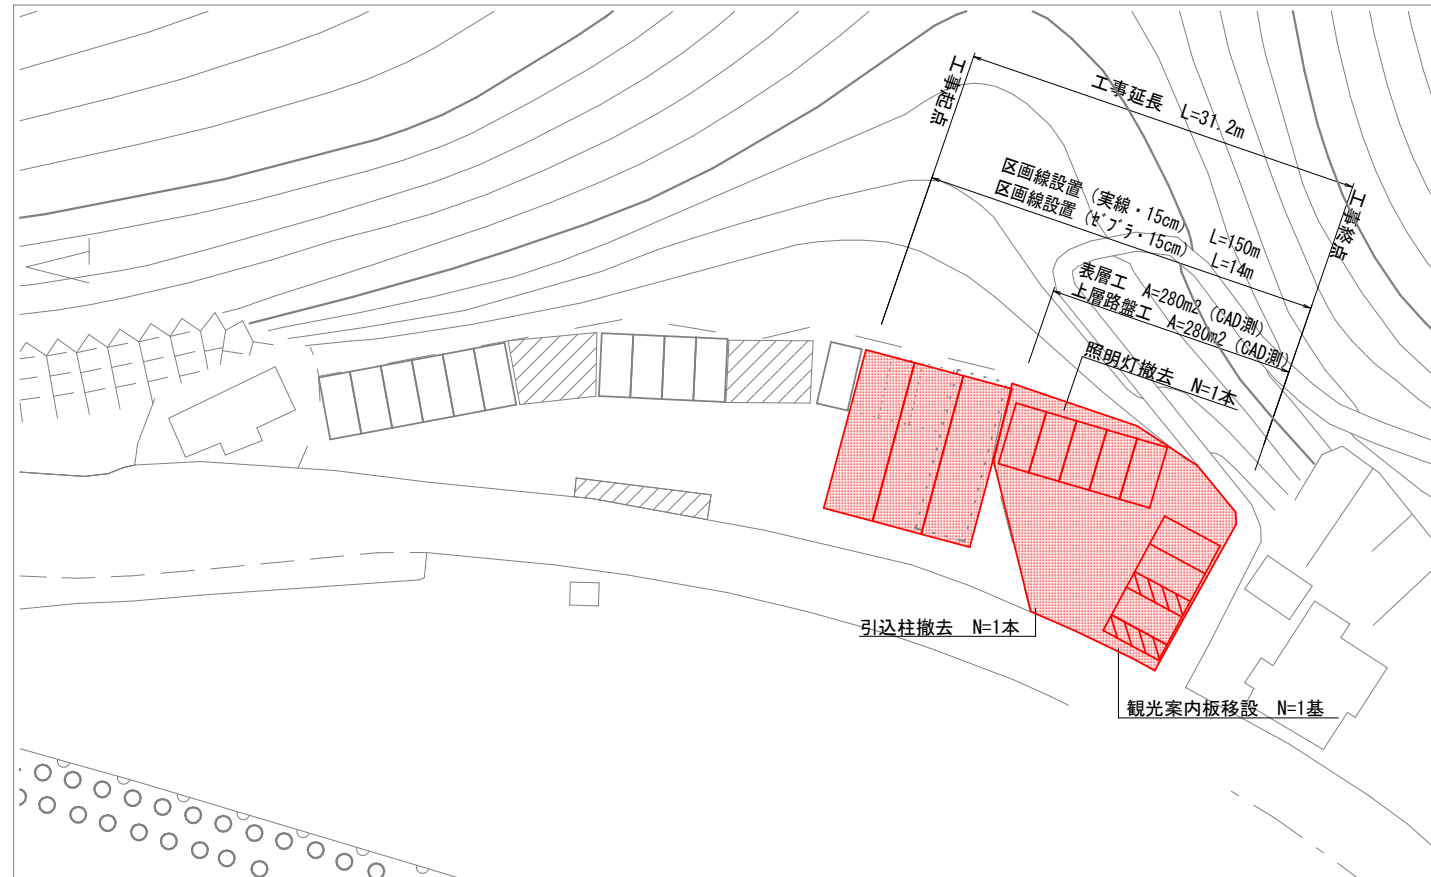 工事起点
工事延長 L=31.2m
工事終点
区画線設置 (実線・15cm) L=150m
区画線設置 (ｾﾞﾌﾞﾗ・15cm) L=14m
表層工 A=280m2 (CAD測)
上層路盤工 A=280m2 (CAD測)
照明灯撤去 N=1本
引込柱撤去 N=1本
観光案内板移設 N=1基